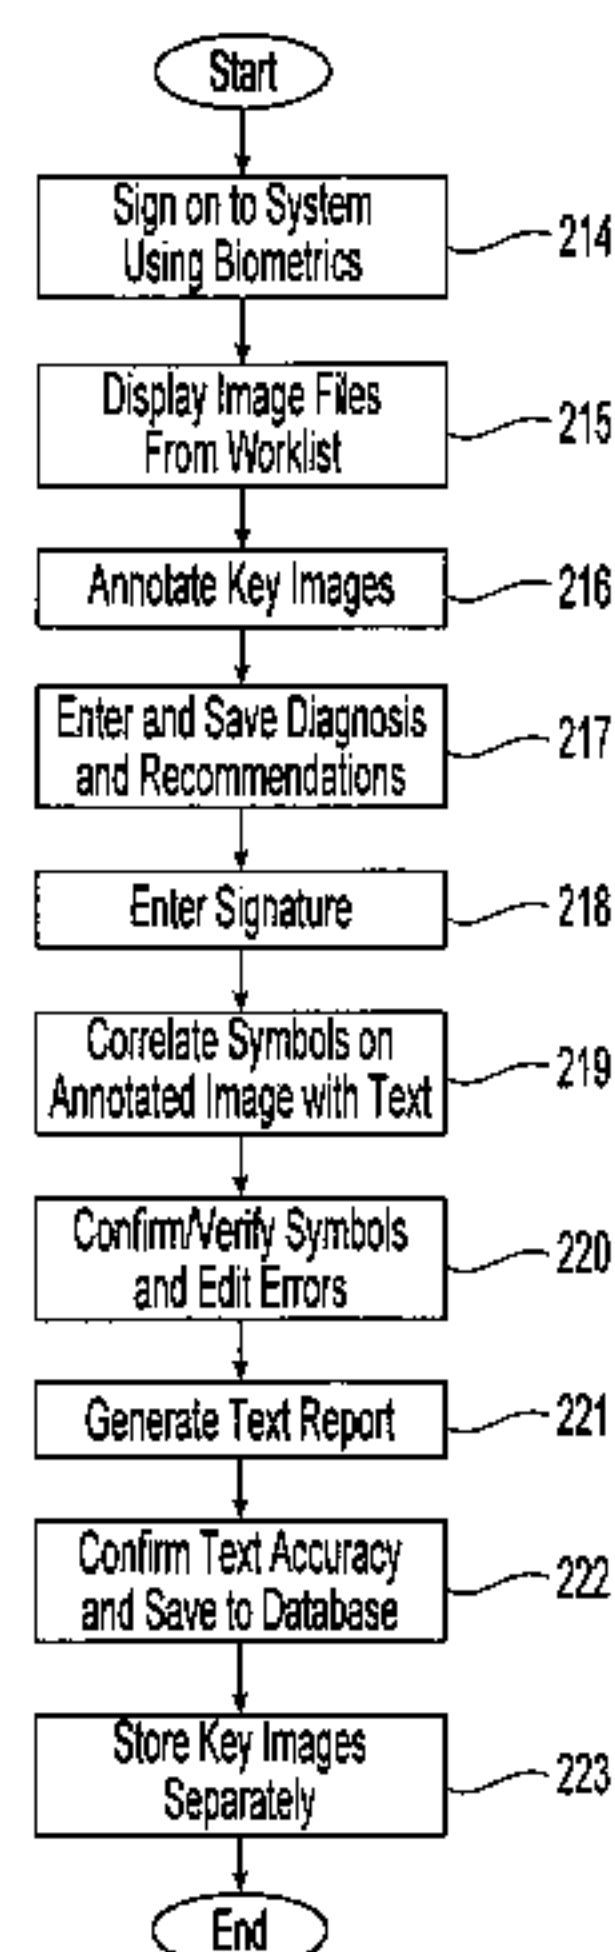 Start
Sign on to System
Using Biometrics
214
Display Image Files
From Worklist
215
Annotate Key Images
216
Enter and Save Diagnosis
and Recommendations
217
Enter Signature
218
Correlate Symbols on
Annotated Image with Text
219
Confirm/Verify Symbols
and Edit Errors
220
Generate Text Report
221
Confirm Text Accuracy
and Save to Database
222
Store Key Images
Separately
223
End